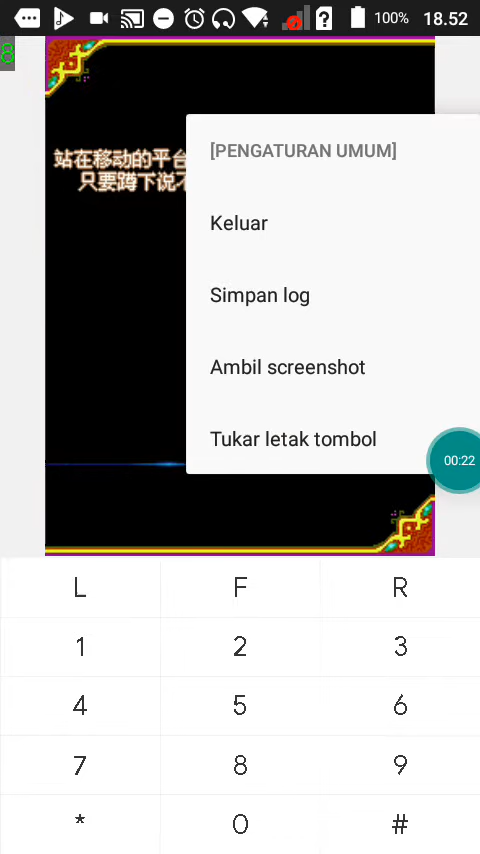 100%
18.52
8
站在移动的平台
只要蹲下说
[PENGATURAN UMUM]
Keluar
Simpan log
Ambil screenshot
Tukar letak tombol
00:22
L F R
1 2 3
4 5 6
7 8 9
* 0 #